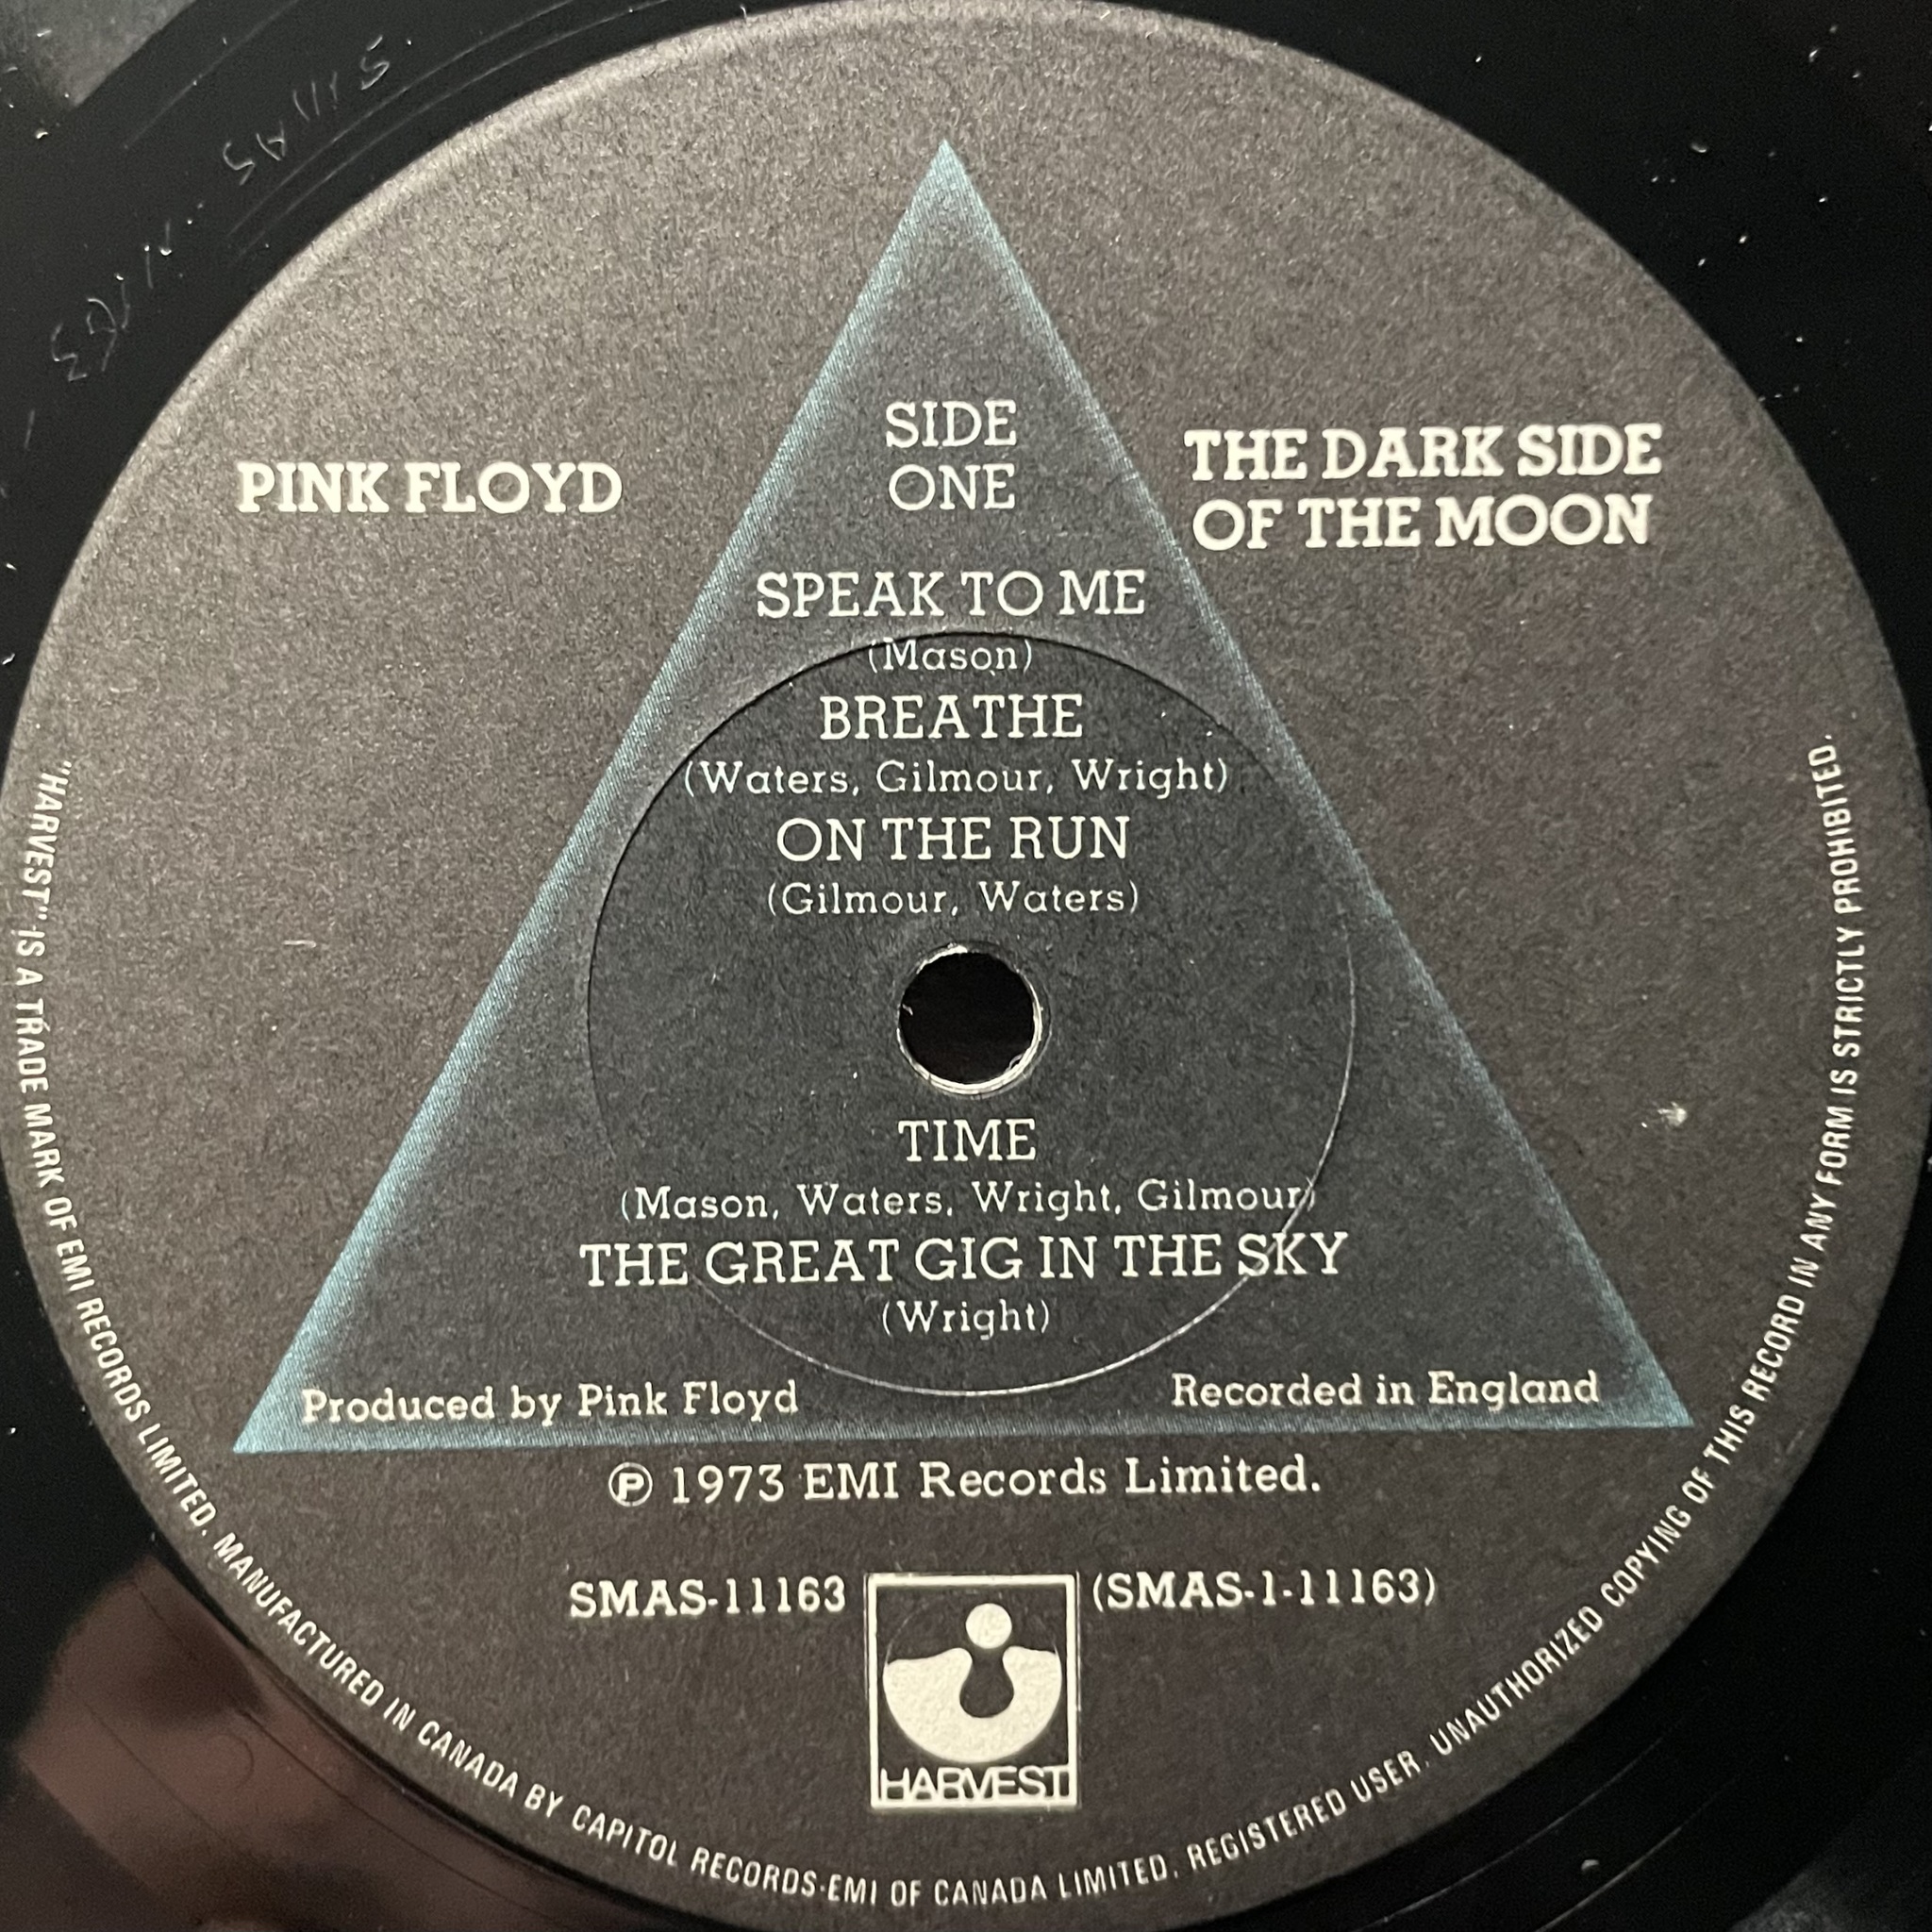 SIDE
ONE
PINK FLOYD
THE DARK SIDE
OF THE MOON
SPEAK TO ME
(Mason)
BREATHE
(Waters, Gilmour, Wright)
ON THE RUN
(Gilmour, Waters)
TIME
(Mason, Waters, Wright, Gilmour)
THE GREAT GIG IN THE SKY
(Wright)
Produced by Pink Floyd
Recorded in England
Ⓟ 1973 EMI Records Limited.
SMAS-11163
(SMAS-1-11163)
HARVEST
"HARVEST" IS A TRADE MARK OF EMI RECORDS LIMITED. MANUFACTURED IN CANADA BY CAPITOL RECORDS-EMI OF CANADA LIMITED, REGISTERED USER. UNAUTHORIZED COPYING OF THIS RECORD IN ANY FORM IS STRICTLY PROHIBITED.